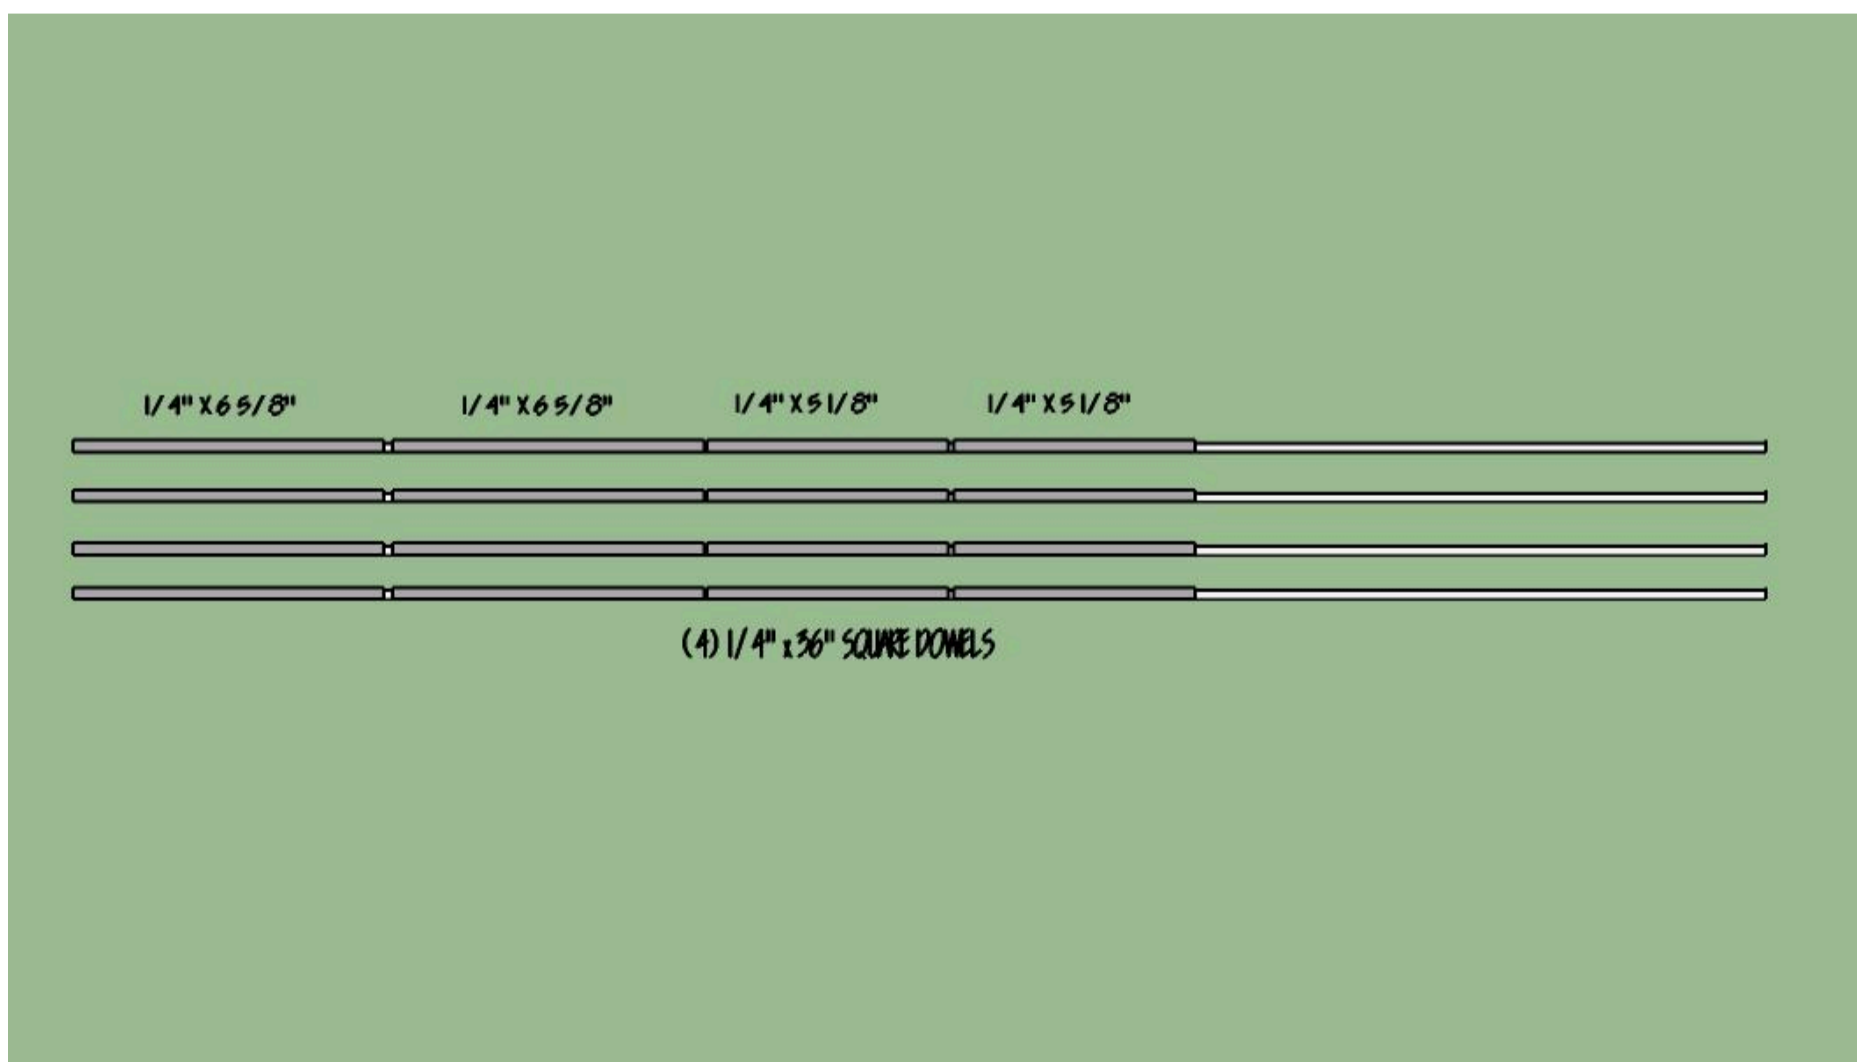 1/4" X 6 5/8" 1/4" X 6 5/8" 1/4" X 5 1/8" 1/4" X 5 1/8"
(4) 1/4" x 36" SQUARE DOWELS